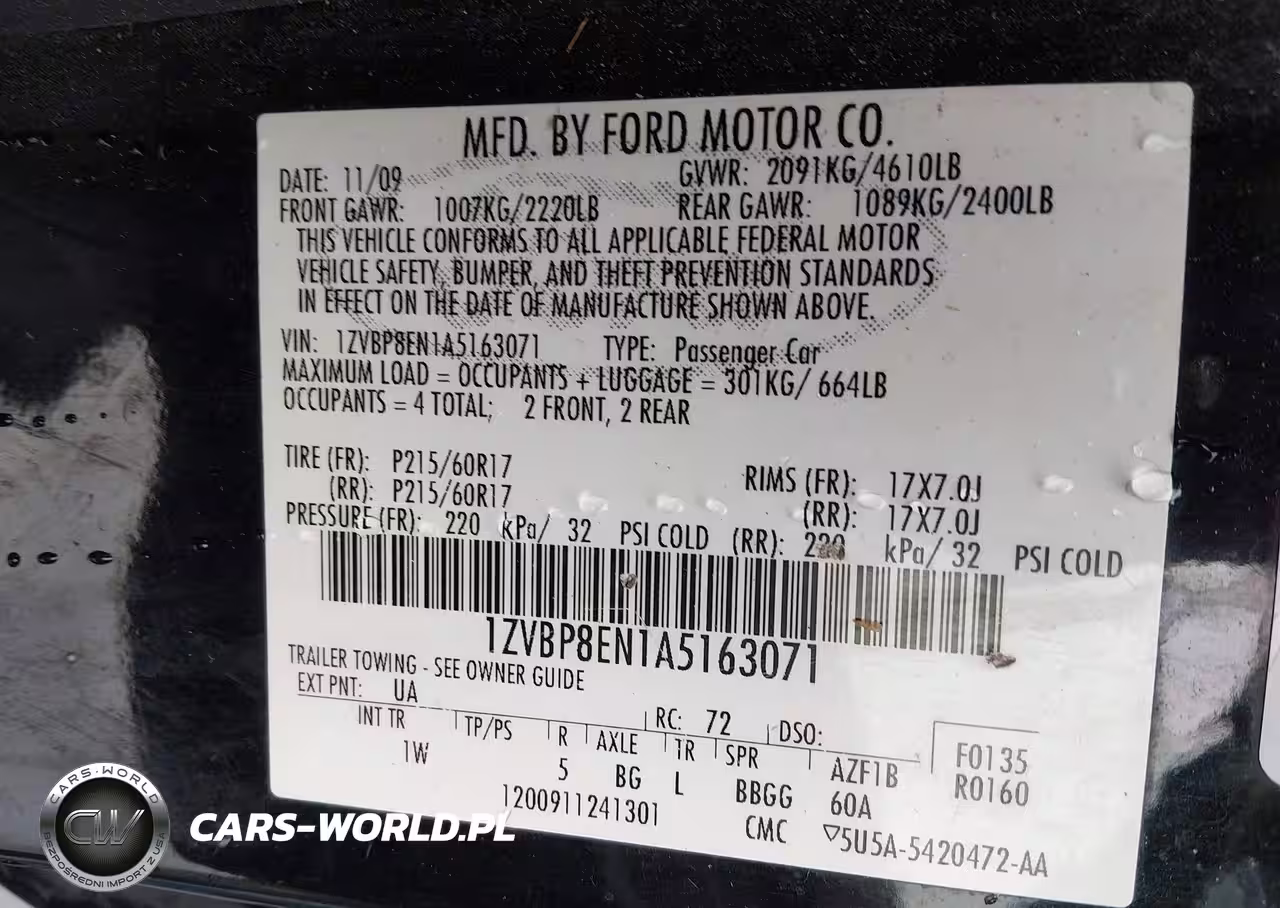 MFD. BY FORD MOTOR CO.
DATE: 11/09 GVWR: 2091KG/4610LB
FRONT GAWR: 1007KG/2220LB REAR GAWR: 1089KG/2400LB
THIS VEHICLE CONFORMS TO ALL APPLICABLE FEDERAL MOTOR
VEHICLE SAFETY, BUMPER, AND THEFT PREVENTION STANDARDS
IN EFFECT ON THE DATE OF MANUFACTURE SHOWN ABOVE.
VIN: 1ZVBP8EN1A5163071 TYPE: Passenger Car
MAXIMUM LOAD = OCCUPANTS + LUGGAGE = 301KG/ 664LB
OCCUPANTS = 4 TOTAL; 2 FRONT, 2 REAR
TIRE (FR): P215/60R17 RIMS (FR): 17X7.0J
(RR): P215/60R17 (RR): 17X7.0J
PRESSURE (FR): 220 kPa/ 32 PSI COLD (RR): 220 kPa/ 32 PSI COLD
1ZVBP8EN1A5163071
TRAILER TOWING - SEE OWNER GUIDE
EXT PNT: UA RC: 72 DSO:
INT TR TP/PS R AXLE TR SPR AZF1B F0135
1W 5 BG L BBGG 60A R0160
1200911241301 CMC ▽5U5A-5420472-AA
CARS-WORLD
CW
BEZPOŚREDNI IMPORT Z USA
CARS-WORLD.PL